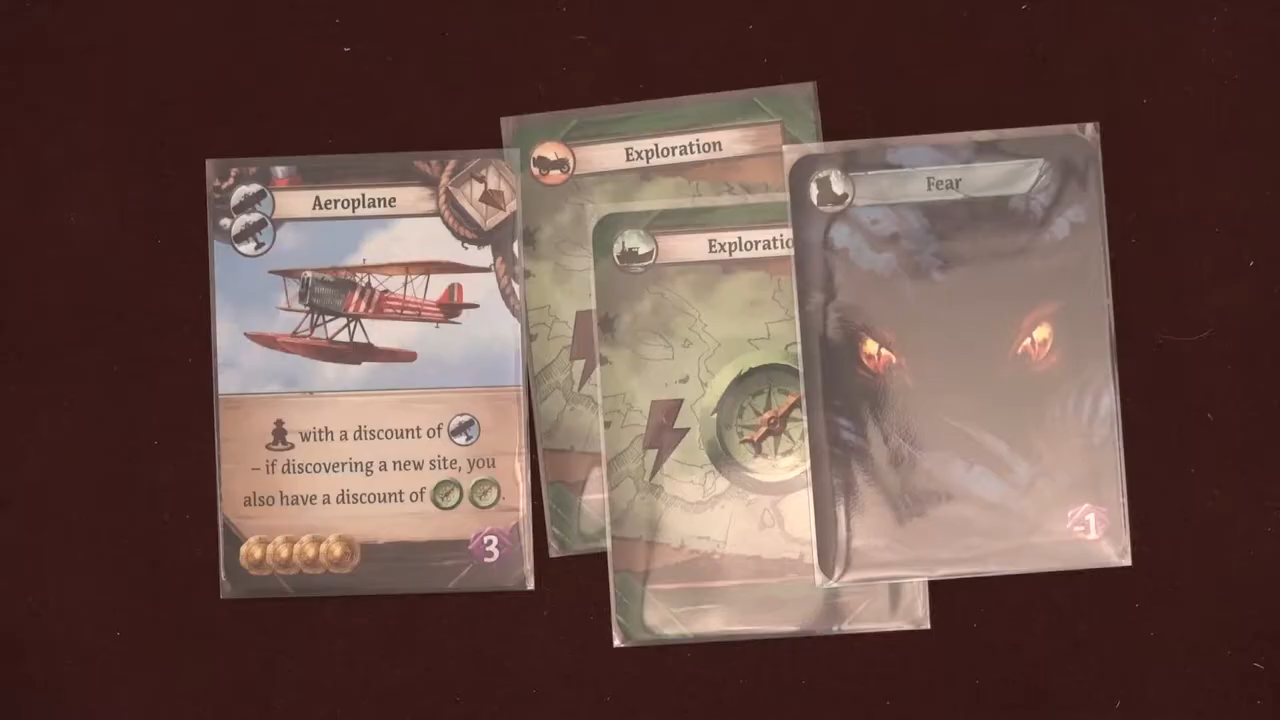 Aeroplane
with a discount of
– if discovering a new site, you
also have a discount of .
3
Exploration
Exploratio
Fear
-1